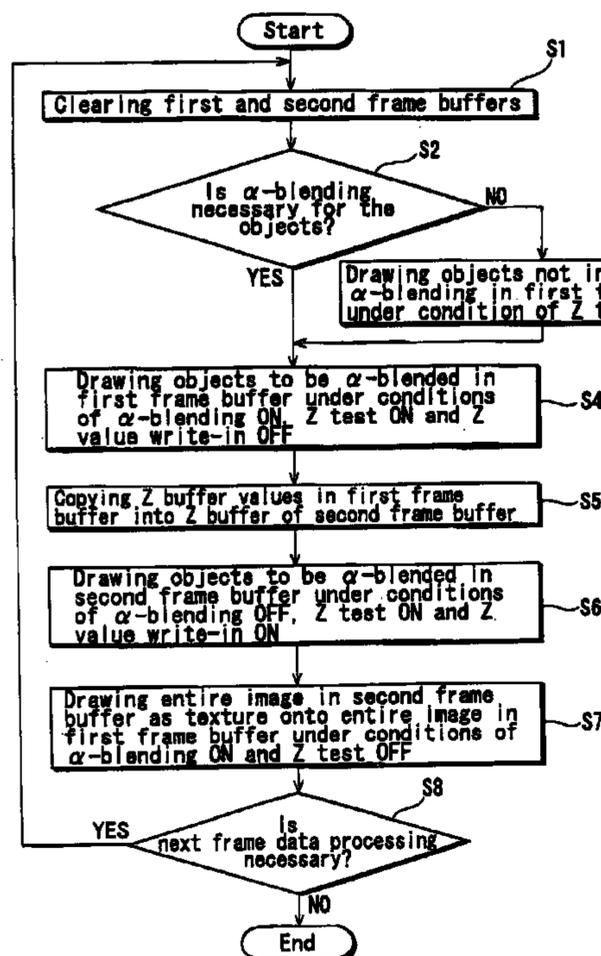 Start
S1
Clearing first and second frame buffers
S2
Is α-blending
necessary for the
objects?
NO
YES
Drawing objects not in
α-blending in first
under condition of Z
Drawing objects to be α-blended in
first frame buffer under conditions
of α-blending ON, Z test ON and Z
value write-in OFF
S4
Copying Z buffer values in first frame
buffer into Z buffer of second frame buffer
S5
Drawing objects to be α-blended in
second frame buffer under conditions
of α-blending OFF, Z test ON and Z
value write-in ON
S6
Drawing entire image in second frame
buffer as texture onto entire image in
first frame buffer under conditions of
α-blending ON and Z test OFF
S7
S8
YES
Is
next frame data processing
necessary?
NO
End